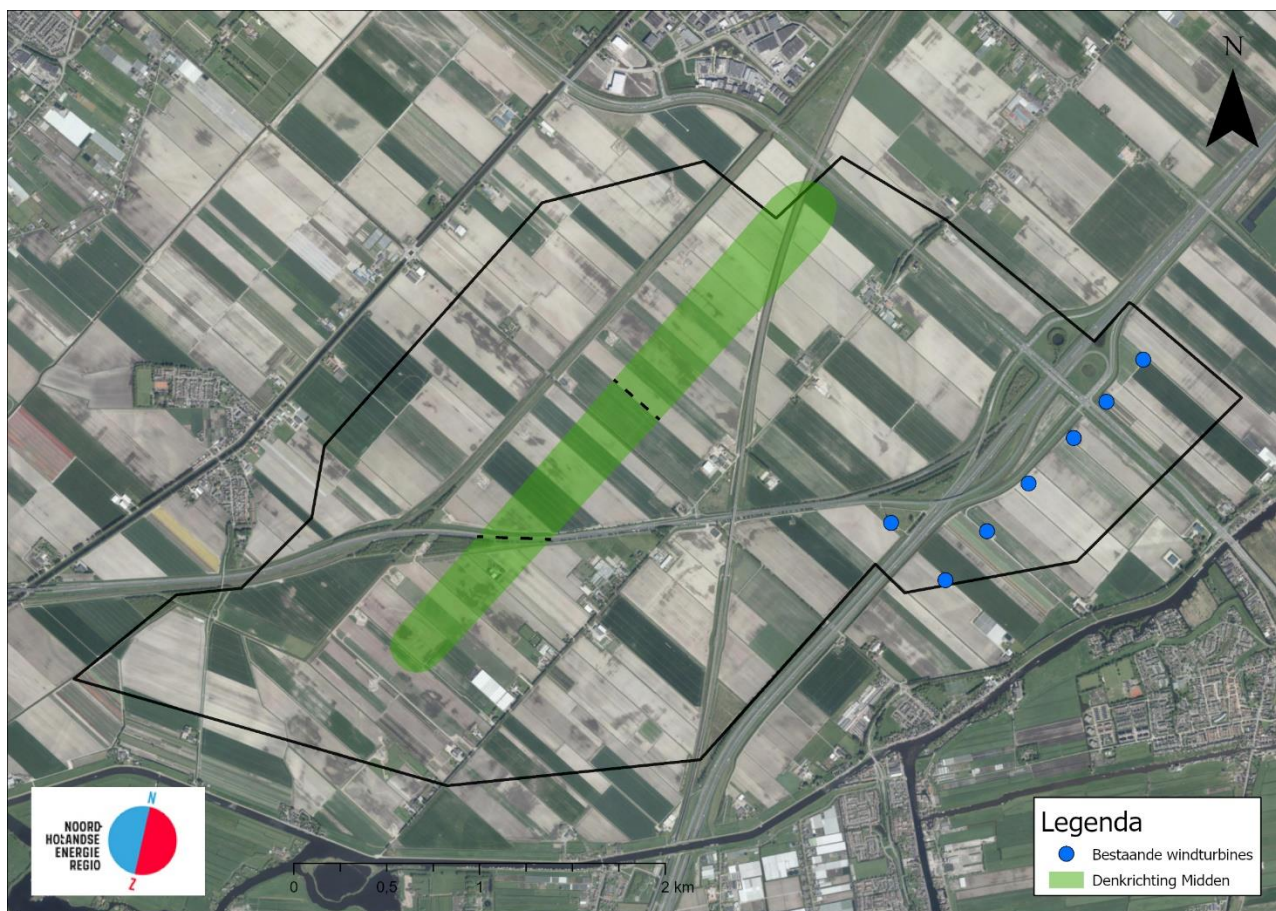 N
NOORD-
HOLLANDSE
ENERGIE
REGIO
N
Z
0
0.5
1
2 km
Legenda
Bestaande windturbines
Denkrichting Midden